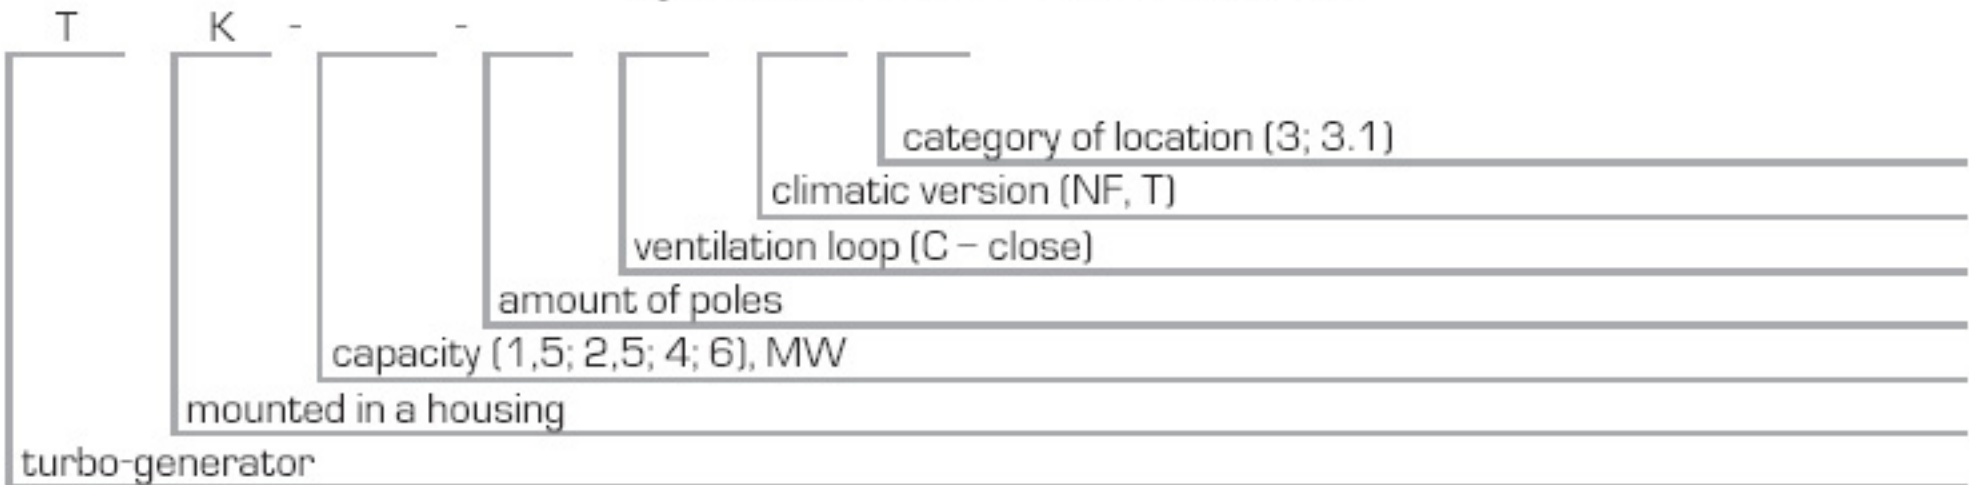 T K - -
category of location (3; 3.1)
climatic version (NF, T)
ventilation loop (C – close)
amount of poles
capacity (1,5; 2,5; 4; 6), MW
mounted in a housing
turbo-generator